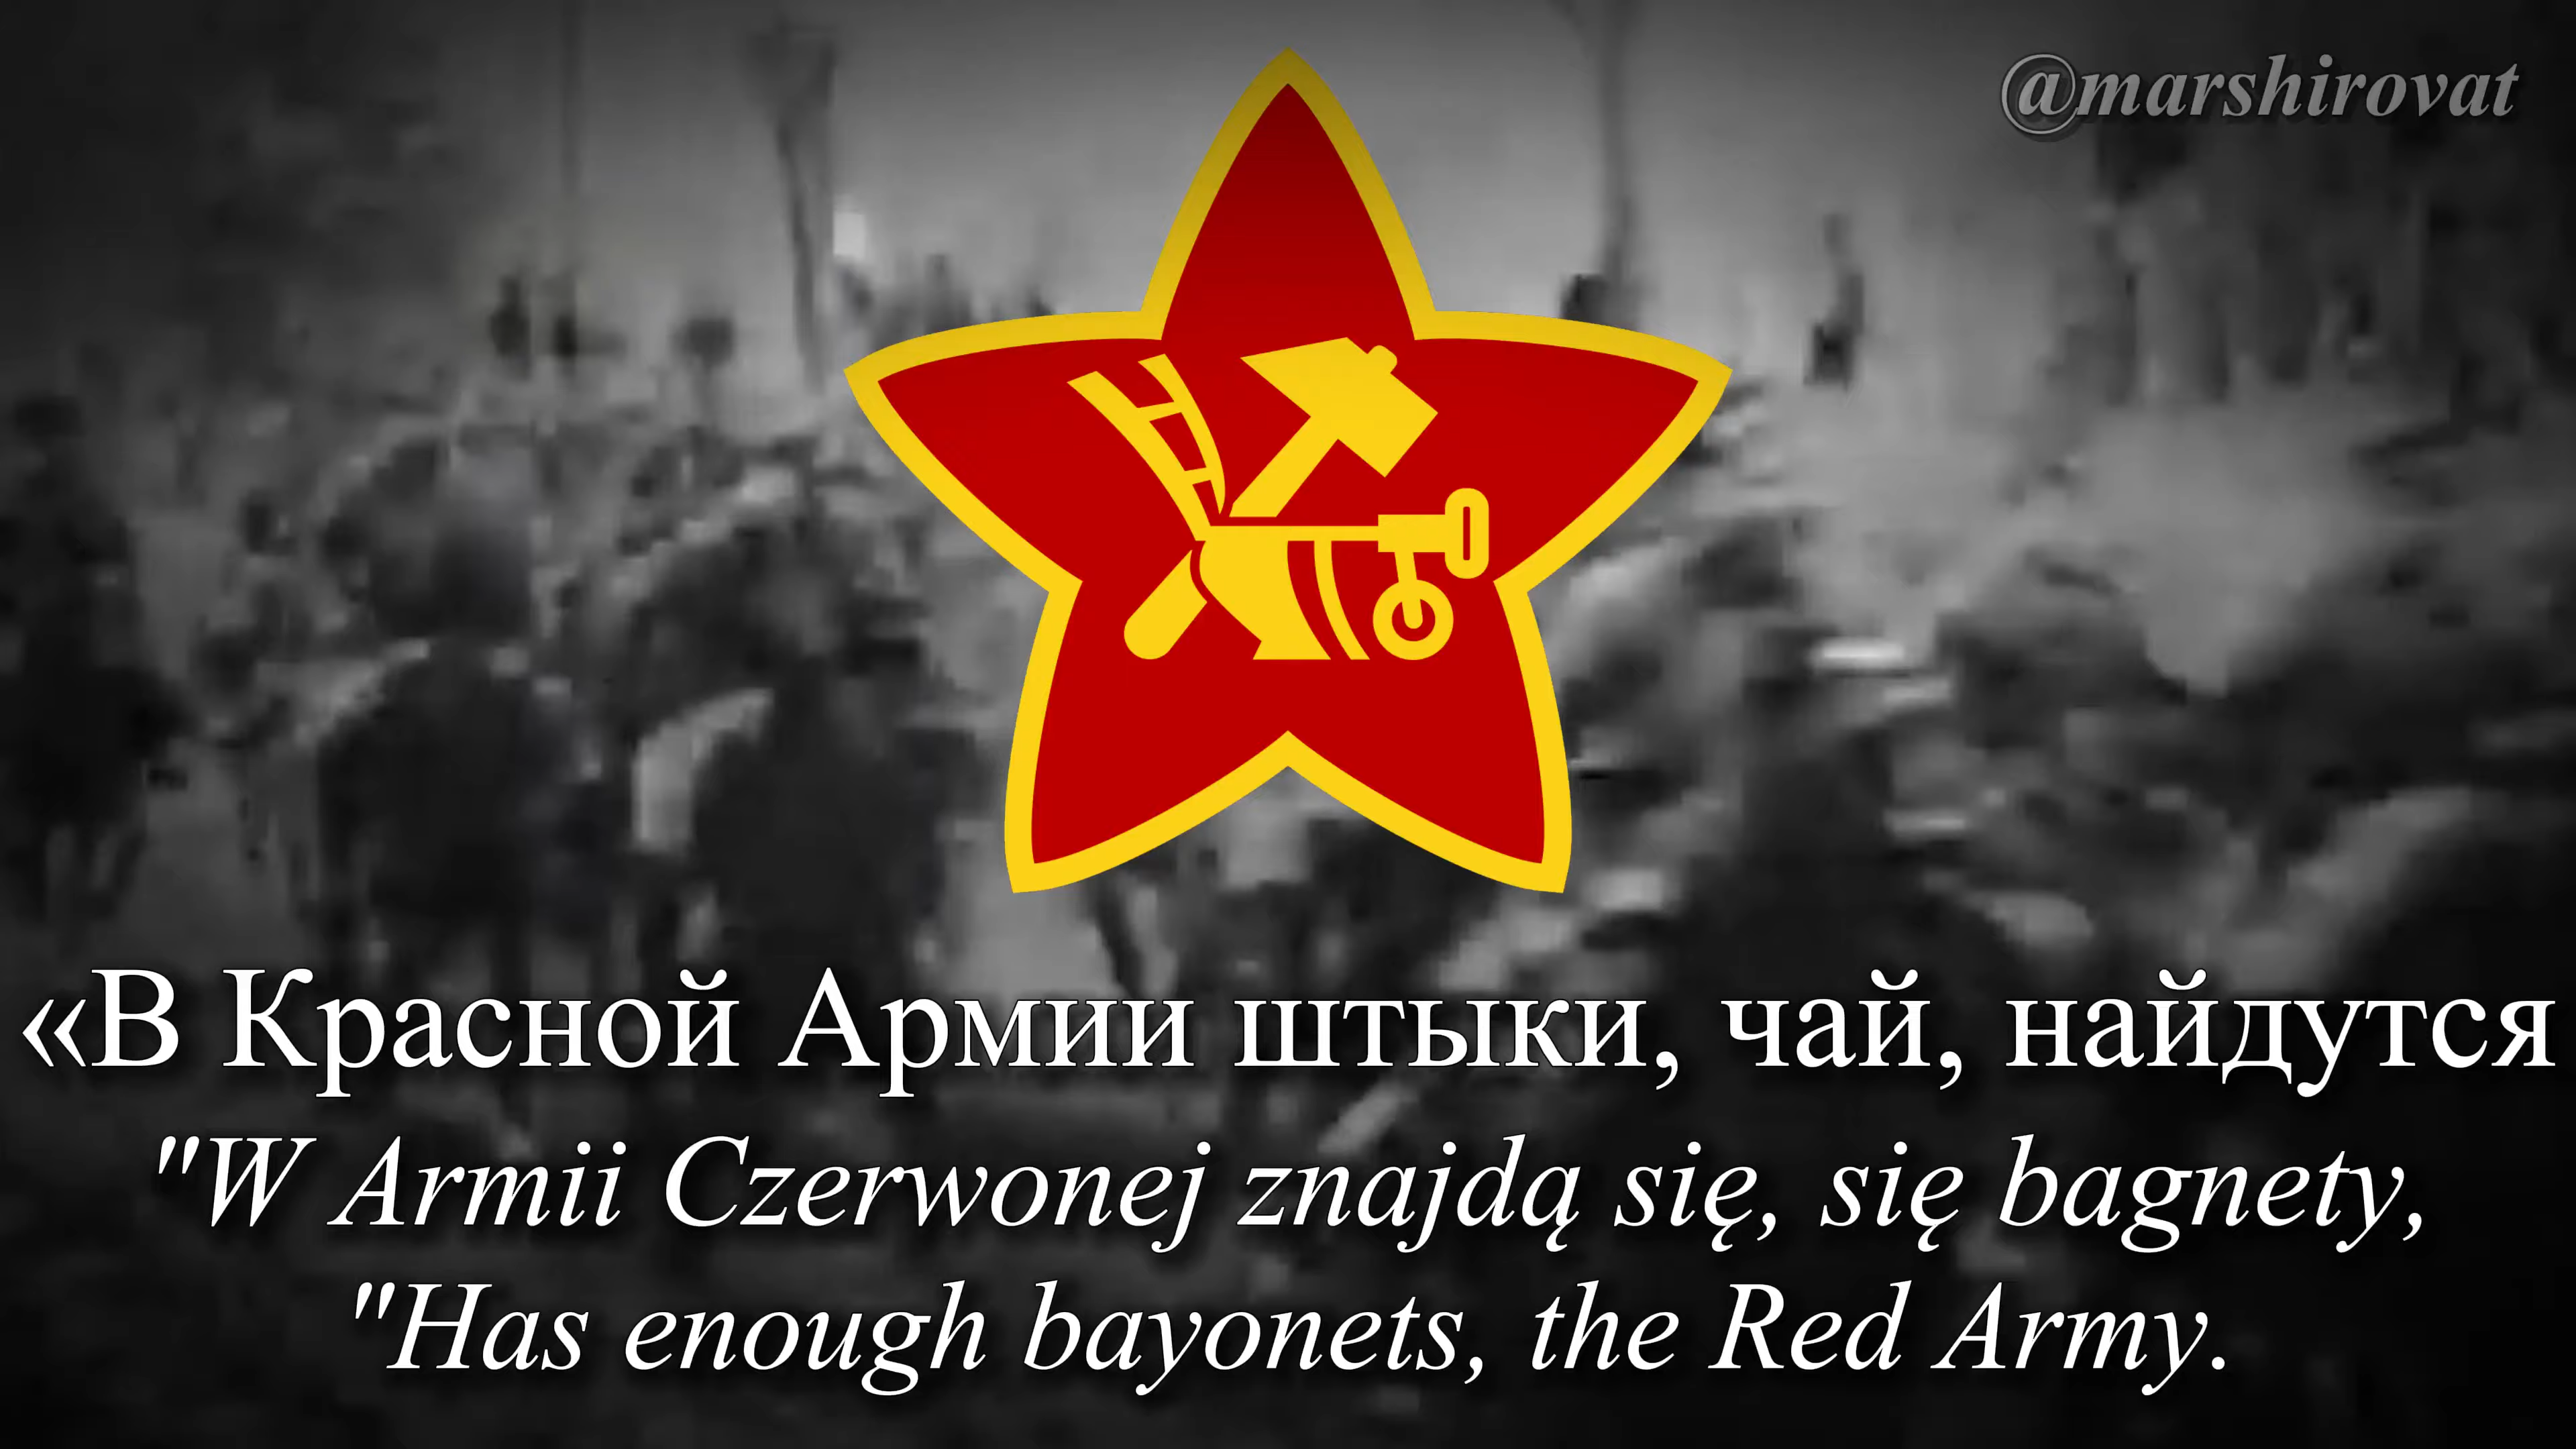 @marshirovat
«В Красной Армии штыки, чай, найдутся
"W Armii Czerwonej znajdą się, się bagnety,
"Has enough bayonets, the Red Army.